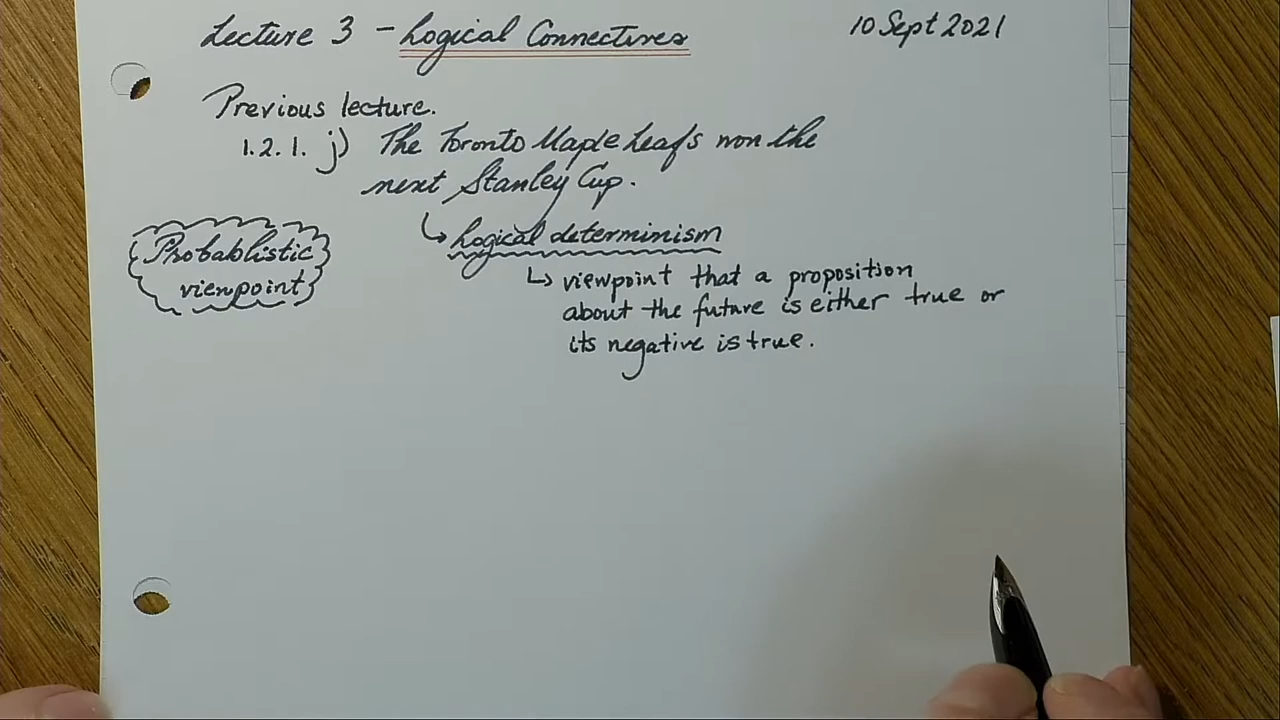 Lecture 3 - Logical Connectives
10 Sept 2021
Previous lecture.
1.2.1. j) The Toronto Maple Leafs won the
next Stanley Cup.
Probablistic
viewpoint
↳ Logical determinism
↳ viewpoint that a proposition
about the future is either true or
its negative is true.